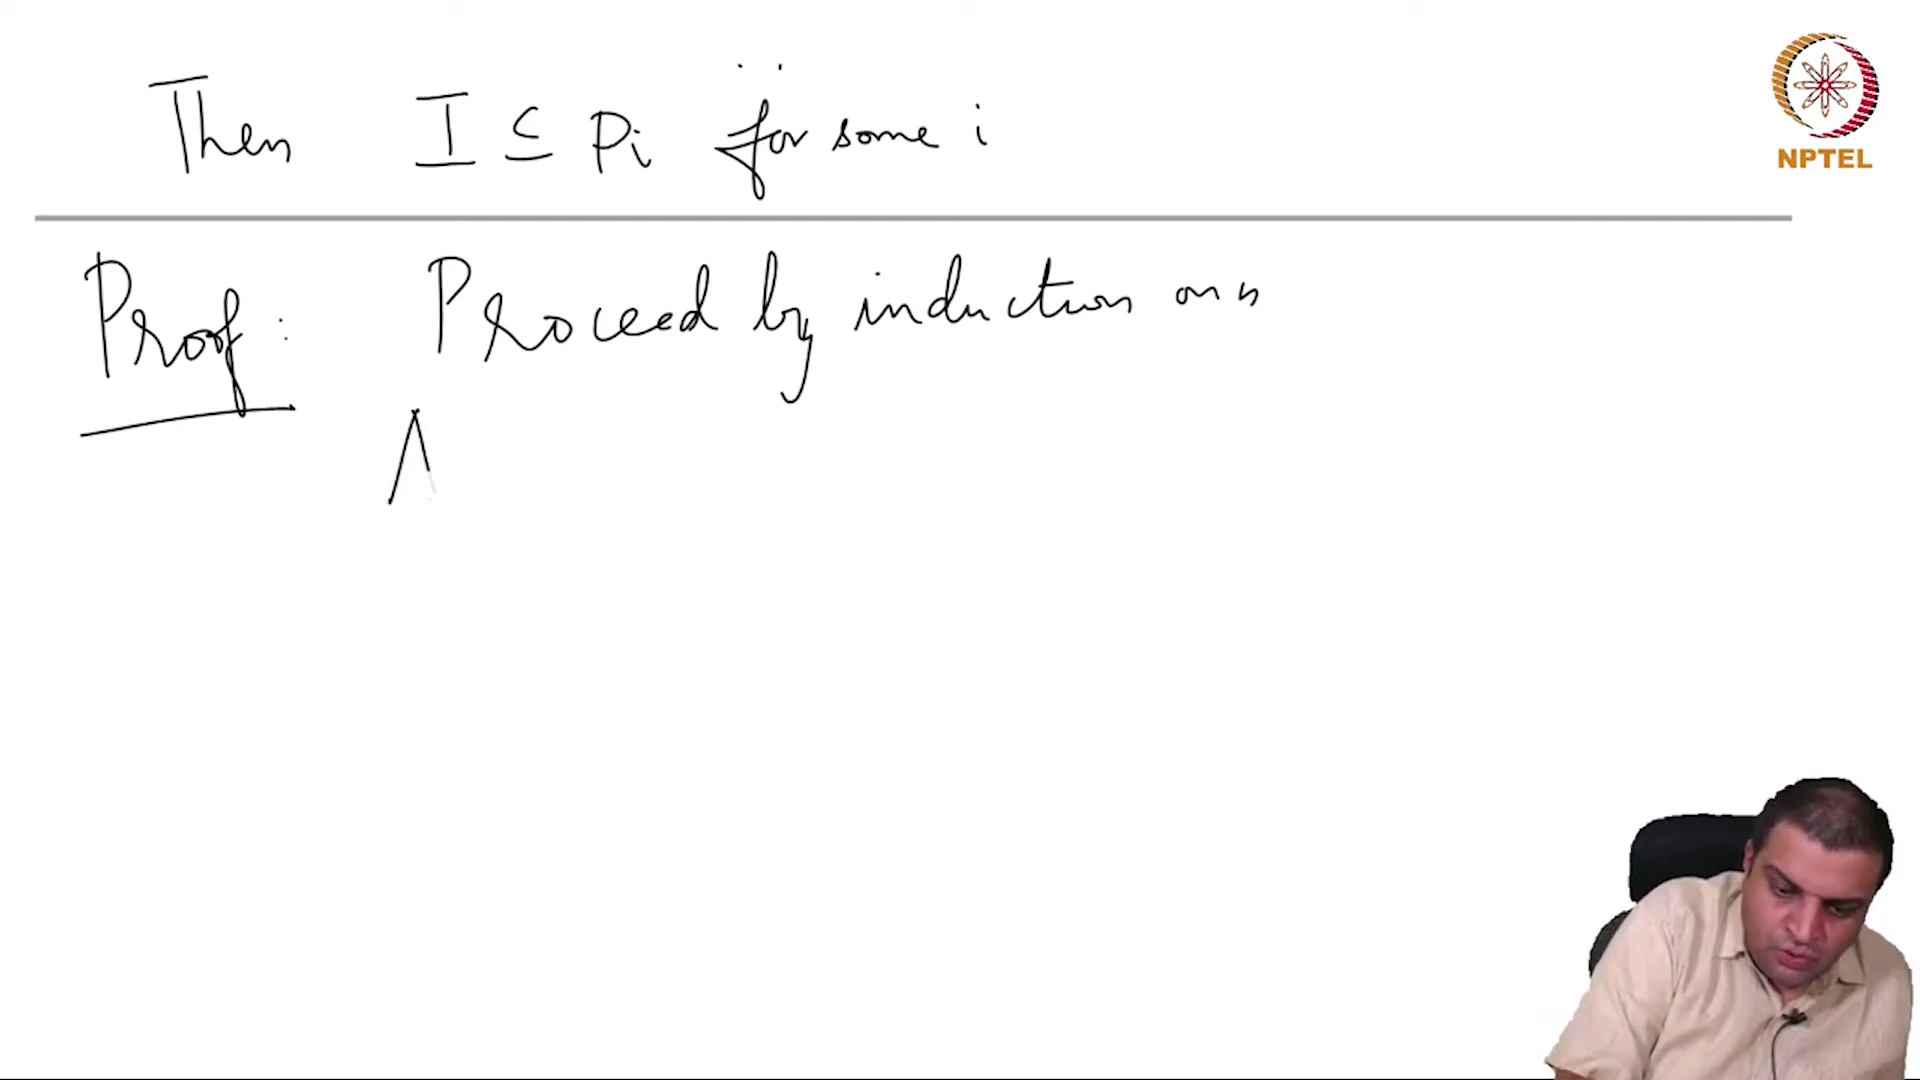 Then I ⊆ pi for some i
NPTEL
Proof: Proceed by induction on n